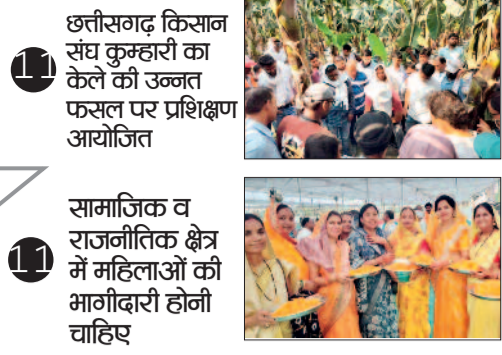 छत्तीसगढ़ किसान
संघ कुम्हारी का
11 केले की उन्नत
फसल पर प्रशिक्षण
आयोजित
सामाजिक व
राजनीतिक क्षेत्र
11 में महिलाओं की
भागीदारी होनी
चाहिए